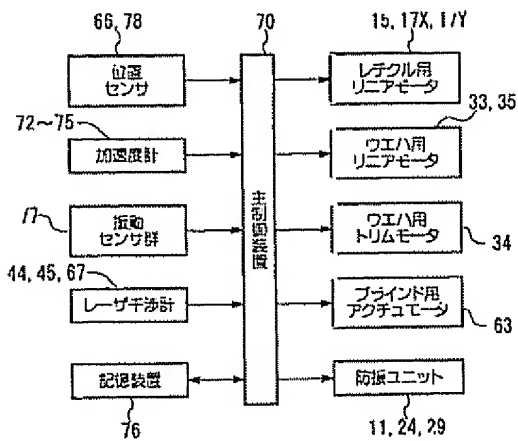 66, 78
位置
センサ
72〜75
加速度計
17
振動
センサ群
44, 45, 67
レーザ干渉計
記憶装置
76
70
主制御装置
15, 17X, 17Y
レチクル用
リニアモータ
33, 35
ウエハ用
リニアモータ
ウエハ用
トリムモータ
34
ブラインド用
アクチュエータ
63
防振ユニット
11, 24, 29